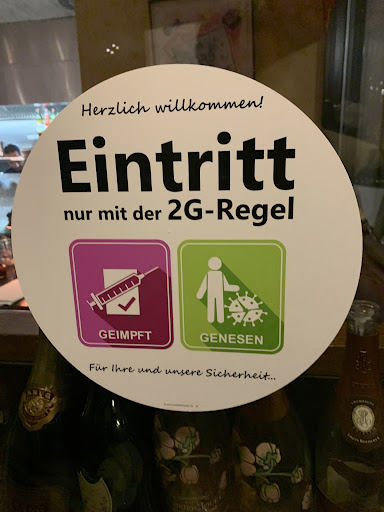 Herzlich willkommen!
Eintritt
nur mit der 2G-Regel
GEIMPFT
GENESEN
Für Ihre und unsere Sicherheit...